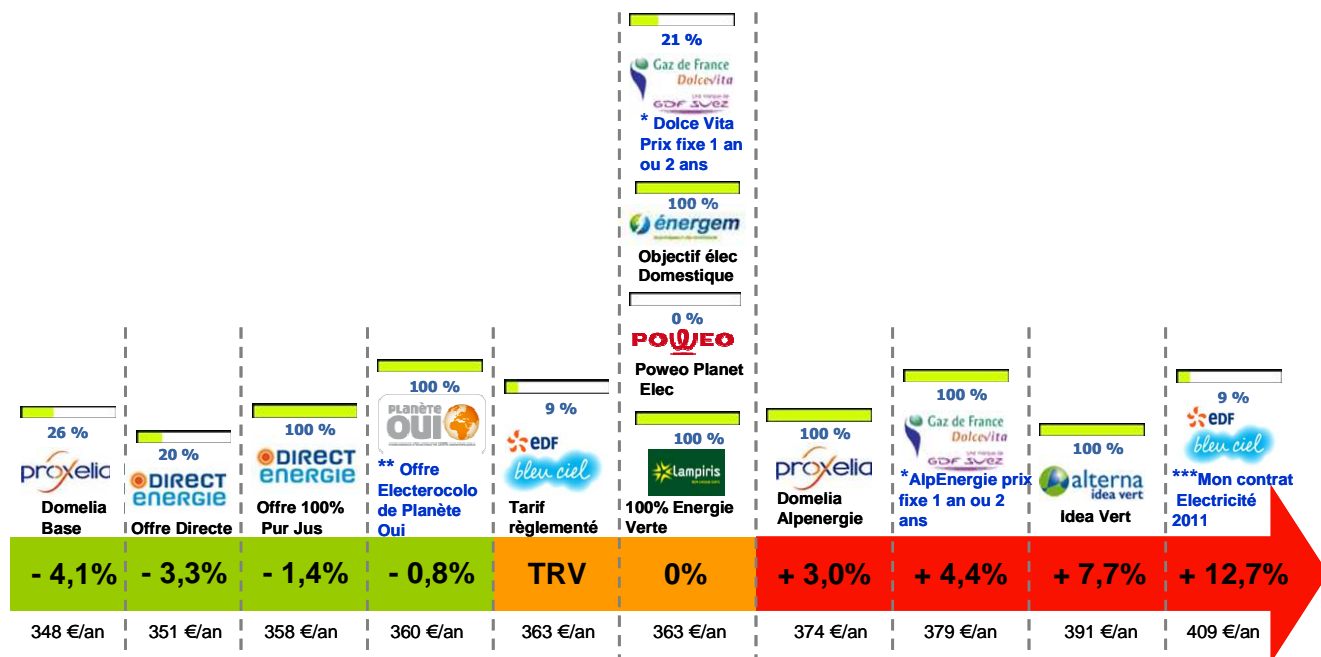 26 %
proxelia
Domelia
Base
- 4,1%
348 €/an
20 %
DIRECT
ENERGIE
Offre Directe
- 3,3%
351 €/an
100 %
DIRECT
ENERGIE
Offre 100%
Pur Jus
- 1,4%
358 €/an
100 %
PLANÈTE
OUI
** Offre
Electerocolo
de Planète
Oui
- 0,8%
360 €/an
9 %
eDF
bleu ciel
Tarif
règlementé
TRV
363 €/an
21 %
Gaz de France
Dolcevita
une marque de
GDF SUEZ
* Dolce Vita
Prix fixe 1 an
ou 2 ans
100 %
énergem
Objectif élec
Domestique
0 %
POWEO
Poweo Planet
Elec
100 %
Lampiris
100% Energie
Verte
0%
363 €/an
100 %
proxelia
Domelia
Alpenergie
+ 3,0%
374 €/an
100 %
Gaz de France
Dolcevita
une marque de
GDF SUEZ
*AlpEnergie prix
fixe 1 an ou 2
ans
+ 4,4%
379 €/an
100 %
alterna
idea vert
Idea Vert
+ 7,7%
391 €/an
9 %
eDF
bleu ciel
***Mon contrat
Electricité
2011
+ 12,7%
409 €/an